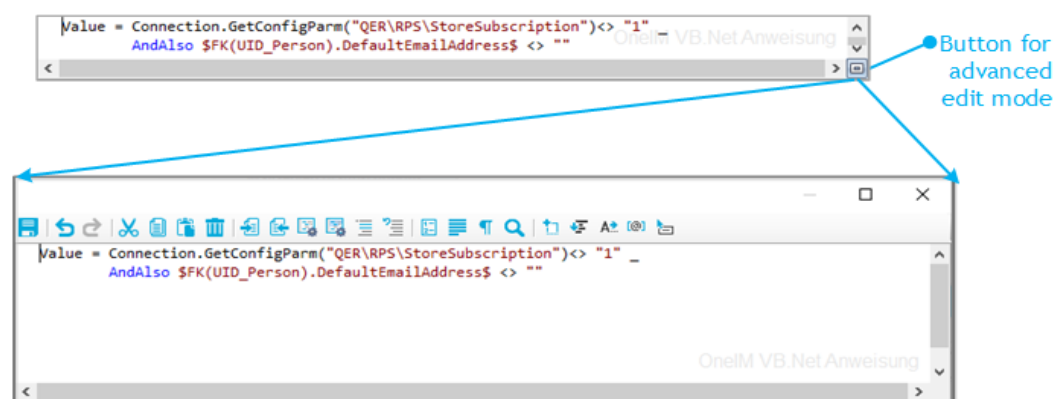 Value = Connection.GetConfigParm("QER\RPS\StoreSubscription")<> "1" _
AndAlso $FK(UID_Person).DefaultEmailAddress$ <> ""
OneIM VB.Net Anweisung
Button for
advanced
edit mode
Value = Connection.GetConfigParm("QER\RPS\StoreSubscription")<> "1" _
AndAlso $FK(UID_Person).DefaultEmailAddress$ <> ""
OneIM VB.Net Anweisung